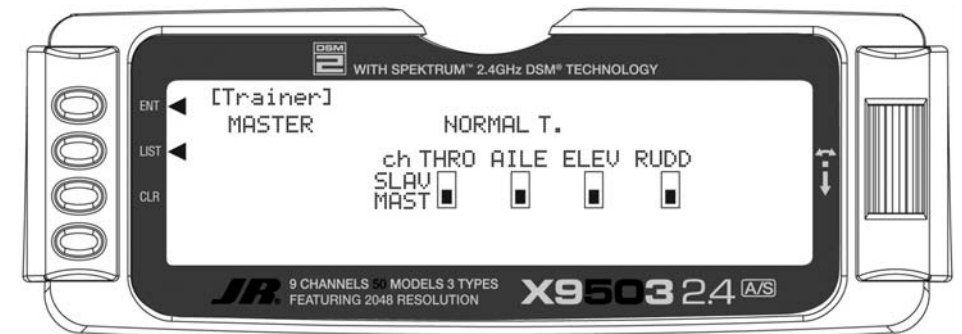 DSM
2
WITH SPEKTRUM™ 2.4GHz DSM® TECHNOLOGY
ENT
[Trainer]
MASTER NORMAL T.
LIST
ch THRO AILE ELEV RUDD
SLAV
CLR
MAST
JR
9 CHANNELS 50 MODELS 3 TYPES
FEATURING 2048 RESOLUTION
X9503 2.4 A/S